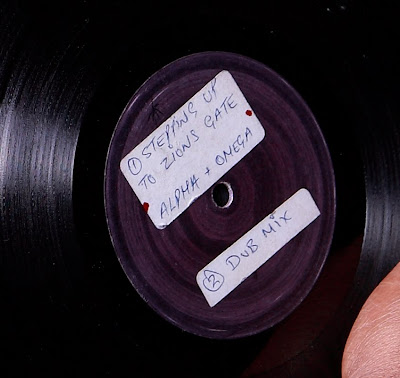 ① STEPPING UP
TO ZIONS GATE
ALPHA + OMEGA
② DUB MIX